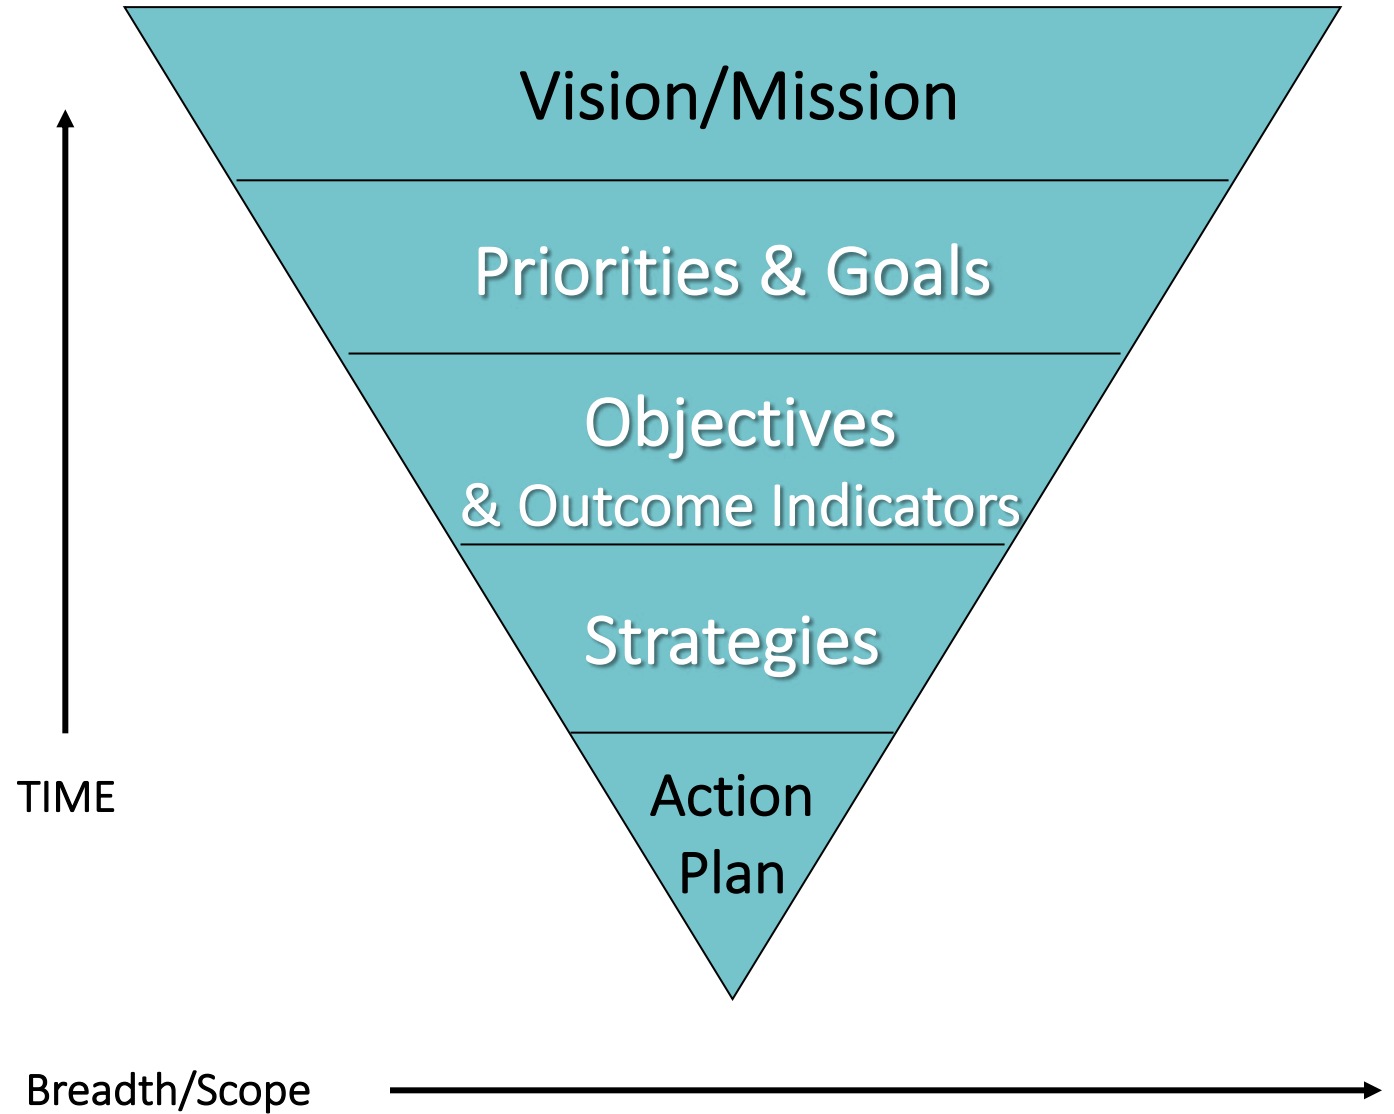 Vision/Mission
Priorities & Goals
Objectives
& Outcome Indicators
Strategies
Action
Plan
TIME
Breadth/Scope